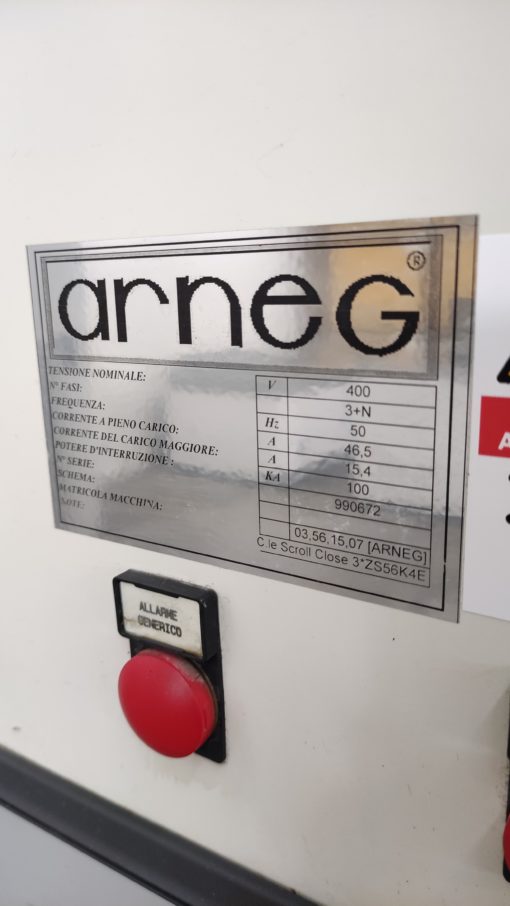 arneG®
TENSIONE NOMINALE: V 400
N° FASI: 3+N
FREQUENZA: Hz 50
CORRENTE A PIENO CARICO: A 46,5
CORRENTE DEL CARICO MAGGIORE: A 15,4
POTERE D'INTERRUZIONE : KA 100
N° SERIE: 990672
SCHEMA:
MATRICOLA MACCHINA: 03.56.15.07 [ARNEG]
NOTE: C.le Scroll Close 3*ZS56K4E
ALLARME
GENERICO